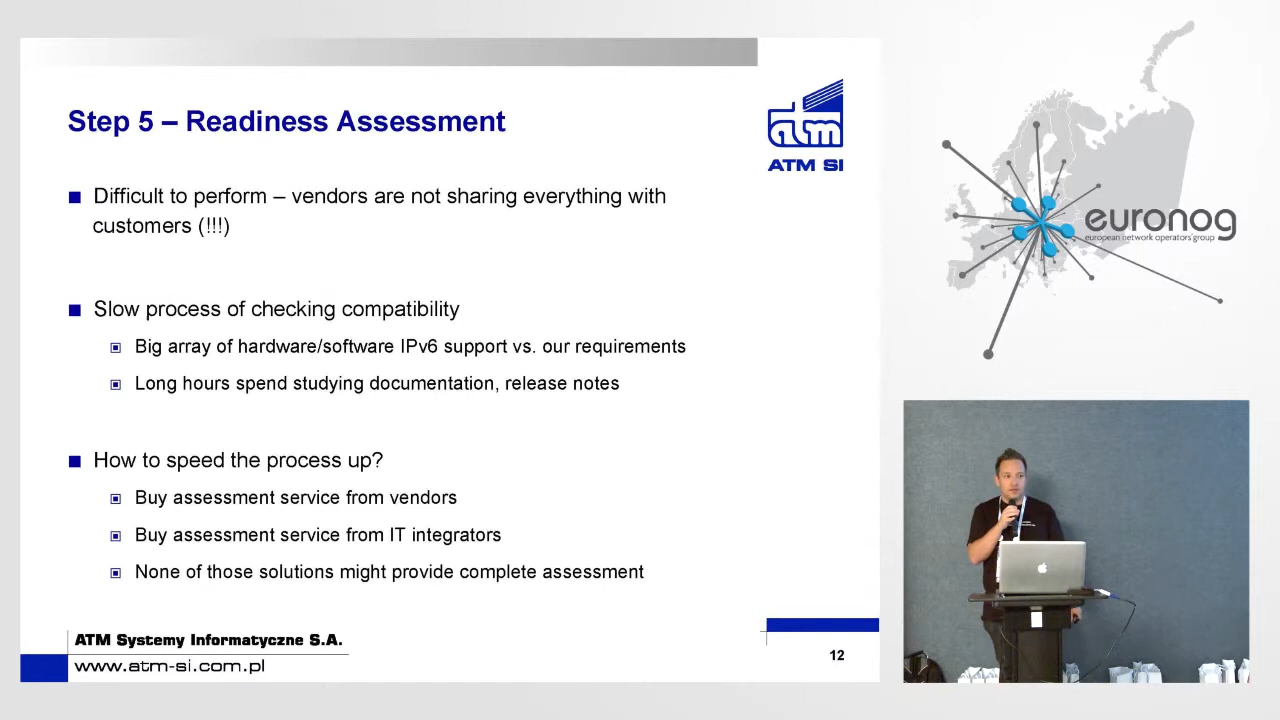 Step 5 – Readiness Assessment
atm
ATM SI
Difficult to perform – vendors are not sharing everything with
customers (!!!)
Slow process of checking compatibility
Big array of hardware/software IPv6 support vs. our requirements
Long hours spend studying documentation, release notes
How to speed the process up?
Buy assessment service from vendors
Buy assessment service from IT integrators
None of those solutions might provide complete assessment
ATM Systemy Informatyczne S.A.
www.atm-si.com.pl
12
euronog
european network operators' group